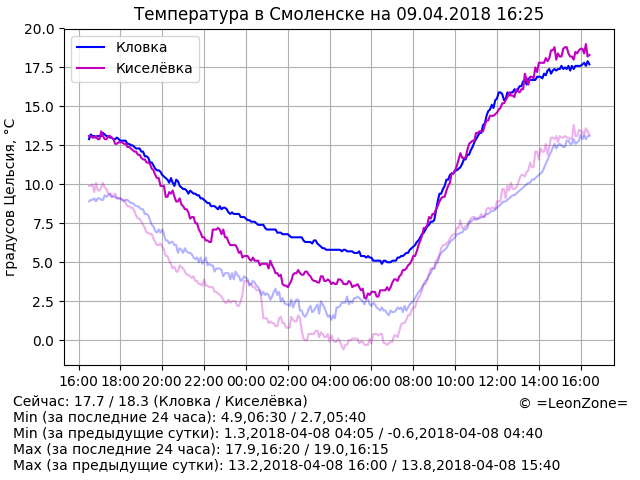 Температура в Смоленске на 09.04.2018 16:25
Кловка
Киселёвка
градусов Цельсия, °C
20.0
17.5
15.0
12.5
10.0
7.5
5.0
2.5
0.0
16:00 18:00 20:00 22:00 00:00 02:00 04:00 06:00 08:00 10:00 12:00 14:00 16:00
Сейчас: 17.7 / 18.3 (Кловка / Киселёвка)
© =LeonZone=
Min (за последние 24 часа): 4.9,06:30 / 2.7,05:40
Min (за предыдущие сутки): 1.3,2018-04-08 04:05 / -0.6,2018-04-08 04:40
Max (за последние 24 часа): 17.9,16:20 / 19.0,16:15
Max (за предыдущие сутки): 13.2,2018-04-08 16:00 / 13.8,2018-04-08 15:40